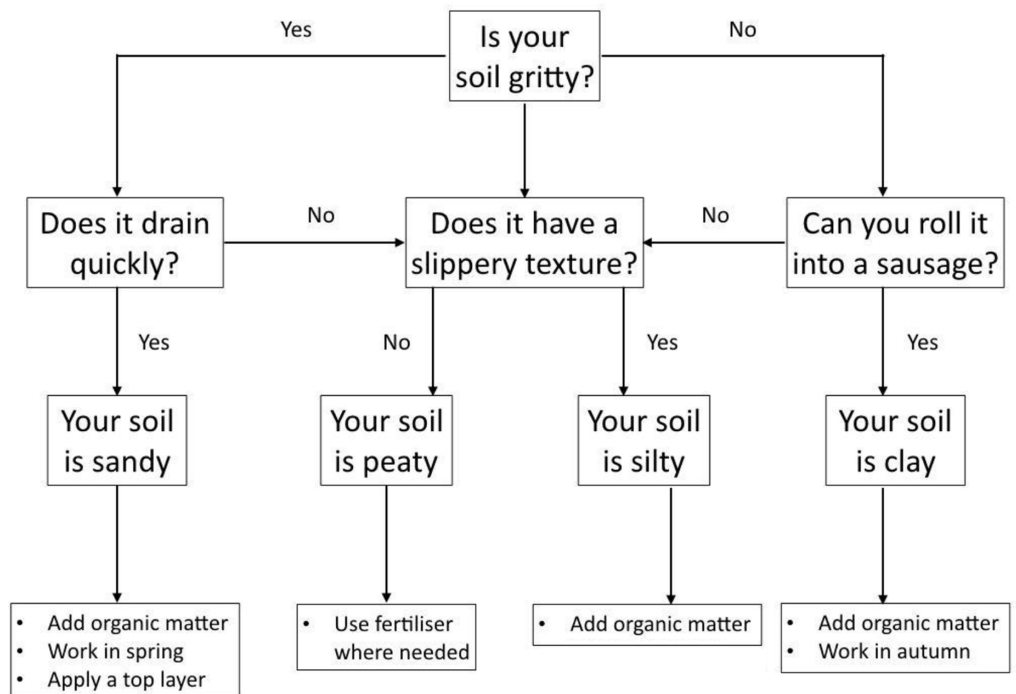 Is your
soil gritty?
Yes
No
Does it drain
quickly?
No
Does it have a
slippery texture?
No
Can you roll it
into a sausage?
Yes
No
Yes
Yes
Your soil
is sandy
Your soil
is peaty
Your soil
is silty
Your soil
is clay
• Add organic matter
• Work in spring
• Apply a top layer
• Use fertiliser
where needed
• Add organic matter
• Add organic matter
• Work in autumn